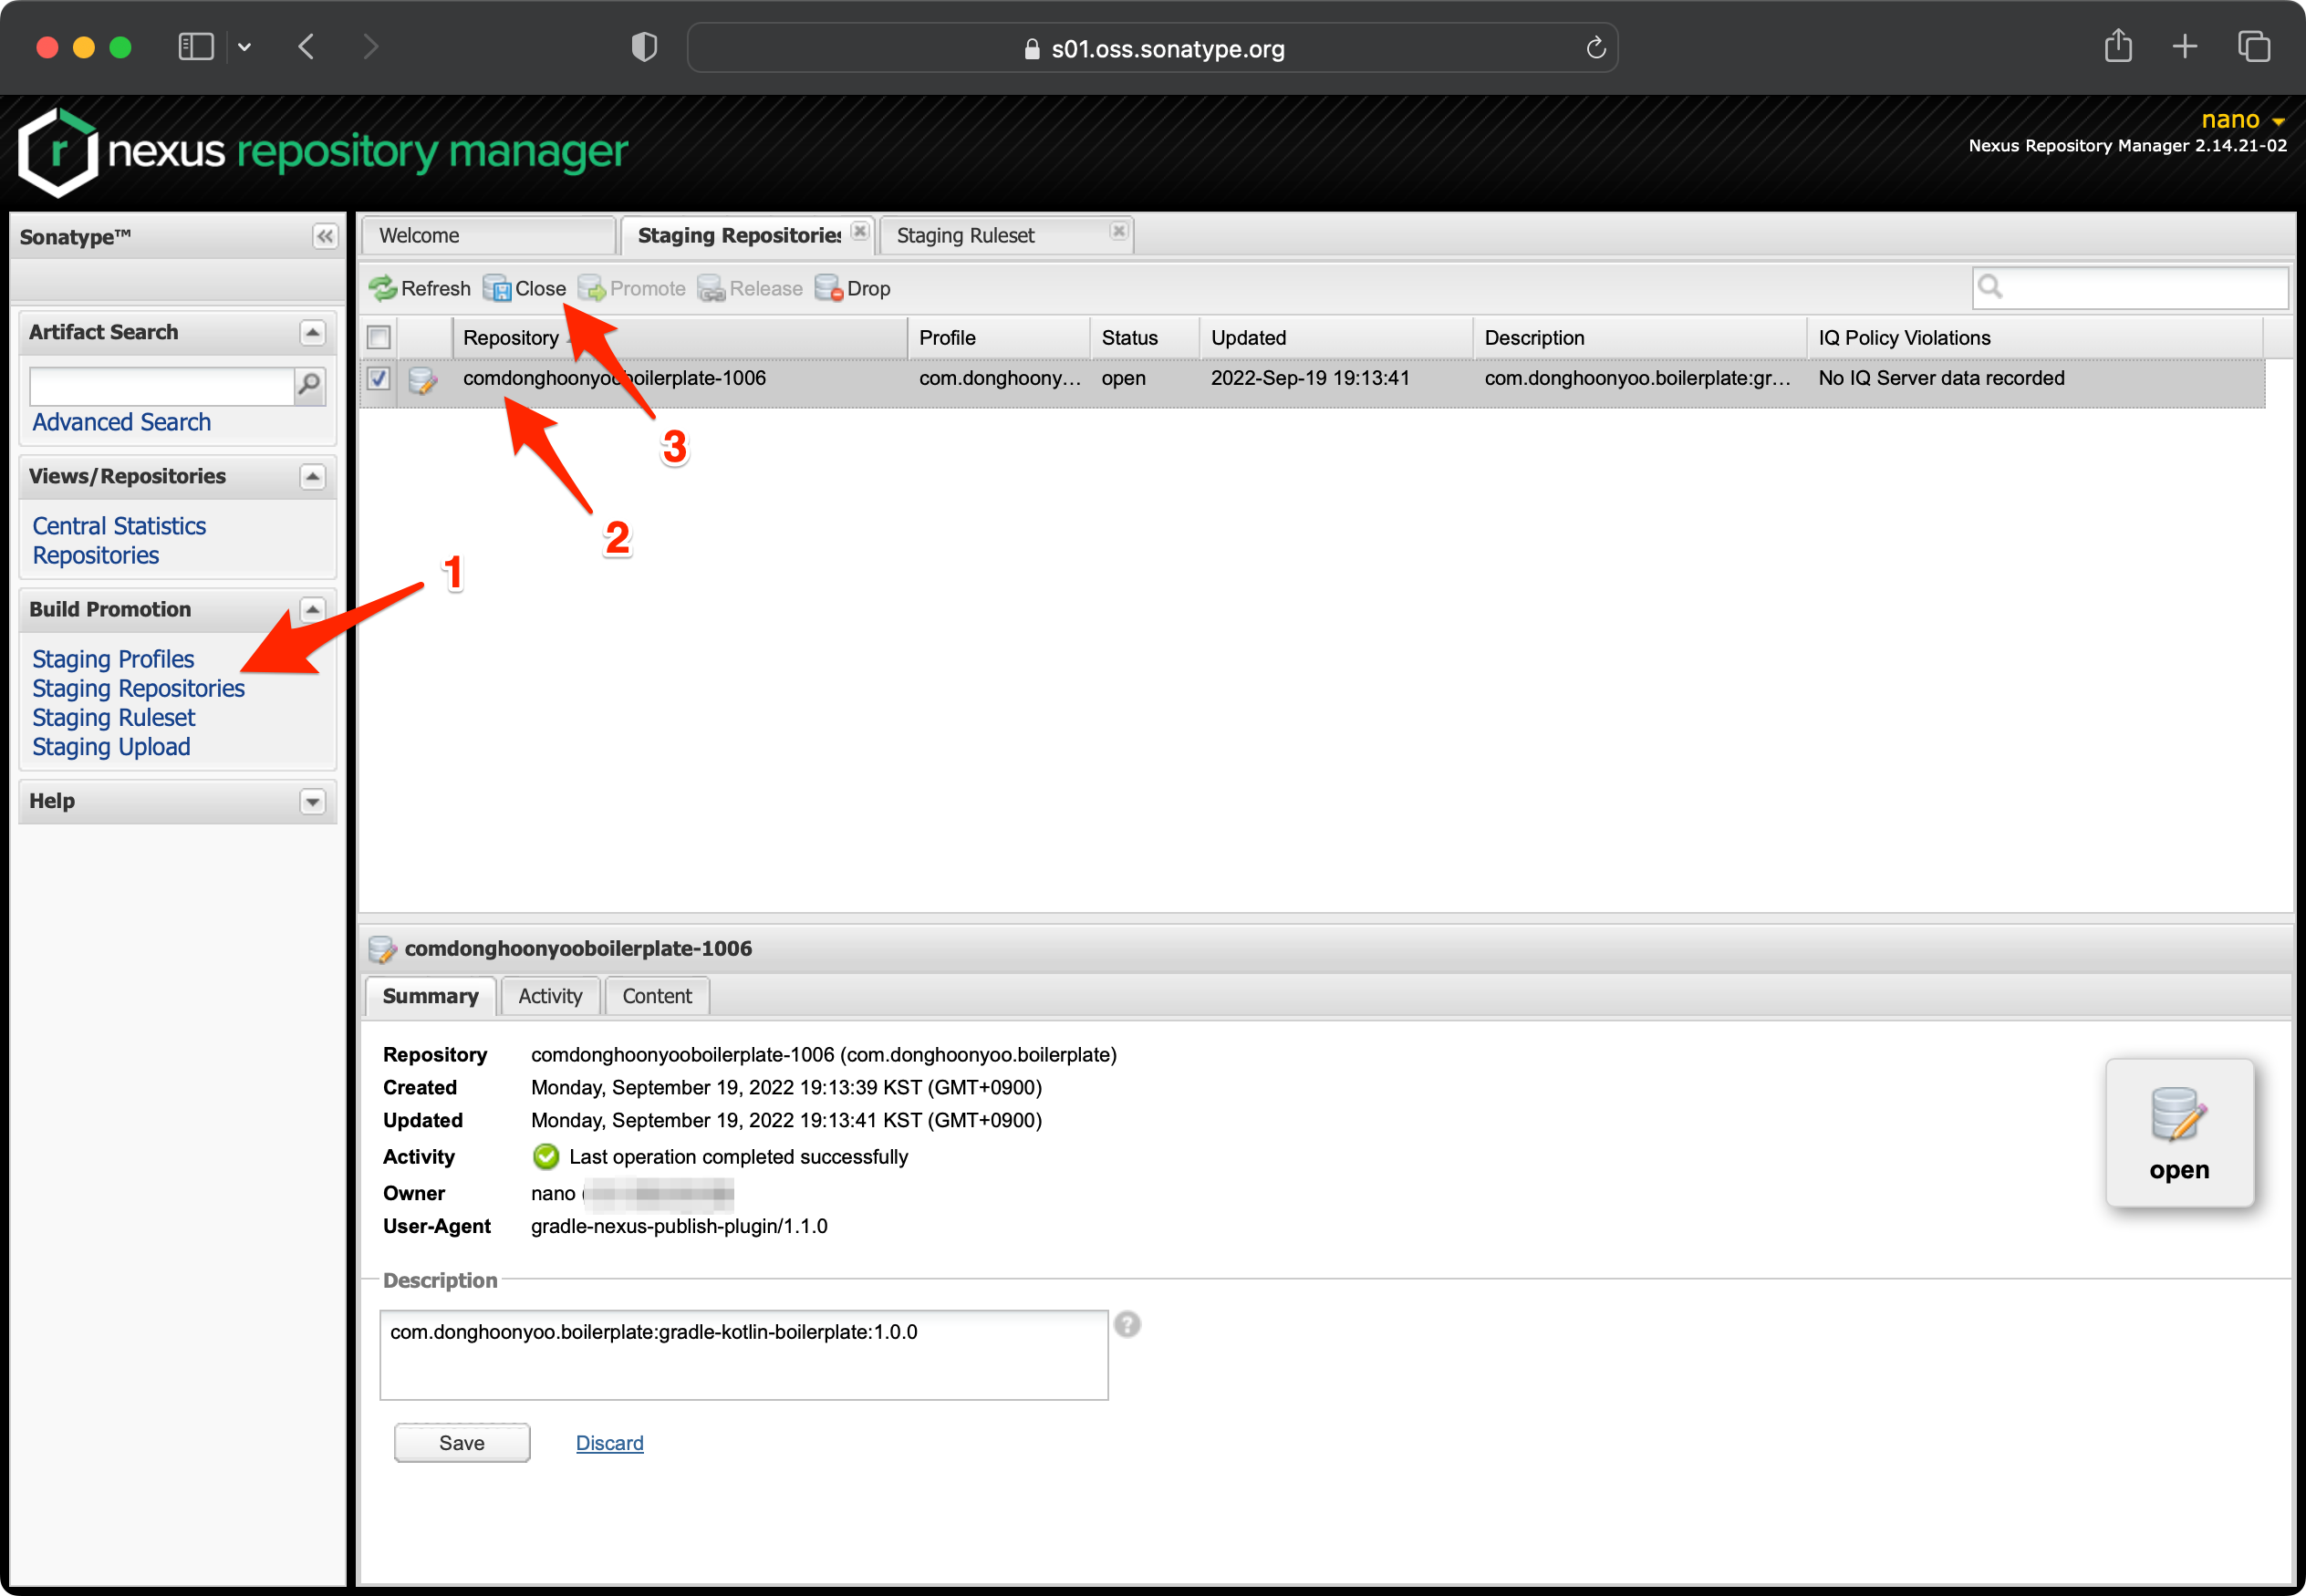 s01.oss.sonatype.org
nexus repository manager
nano
Nexus Repository Manager 2.14.21-02
Sonatype™
Welcome
Staging Repositories
Staging Ruleset
Refresh
Close
Promote
Release
Drop
Artifact Search
Advanced Search
Views/Repositories
Central Statistics
Repositories
Build Promotion
Staging Profiles
Staging Repositories
Staging Ruleset
Staging Upload
Help
Repository
Profile
Status
Updated
Description
IQ Policy Violations
comdonghoonyooboilerplate-1006
com.donghoony...
open
2022-Sep-19 19:13:41
com.donghoonyoo.boilerplate:gr...
No IQ Server data recorded
3
2
1
comdonghoonyooboilerplate-1006
Summary
Activity
Content
Repository comdonghoonyooboilerplate-1006 (com.donghoonyoo.boilerplate)
Created Monday, September 19, 2022 19:13:39 KST (GMT+0900)
Updated Monday, September 19, 2022 19:13:41 KST (GMT+0900)
Activity Last operation completed successfully
Owner nano
User-Agent gradle-nexus-publish-plugin/1.1.0
open
Description
com.donghoonyoo.boilerplate:gradle-kotlin-boilerplate:1.0.0
Save
Discard